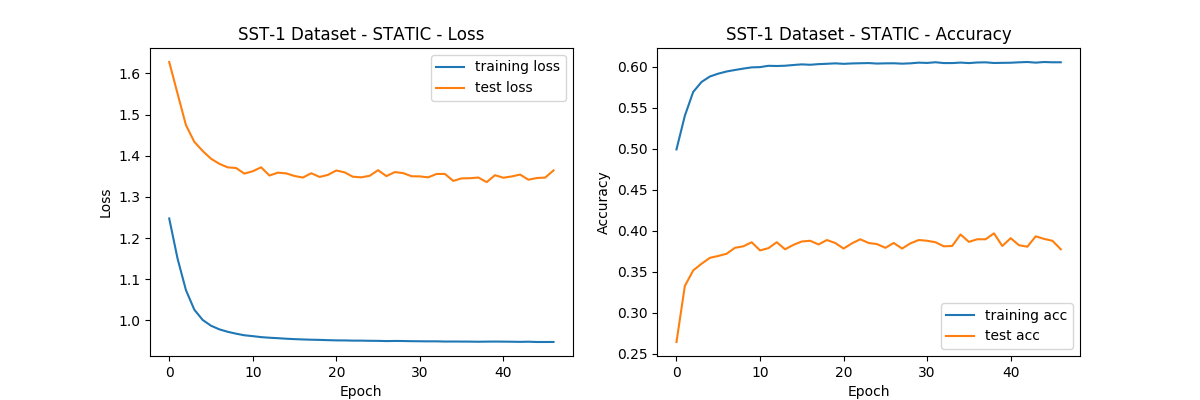 SST-1 Dataset - STATIC - Loss
1.6
1.5
1.4
1.3
1.2
1.1
1.0
Loss
0
10
20
30
40
Epoch
training loss
test loss
SST-1 Dataset - STATIC - Accuracy
0.60
0.55
0.50
0.45
0.40
0.35
0.30
0.25
Accuracy
0
10
20
30
40
Epoch
training acc
test acc